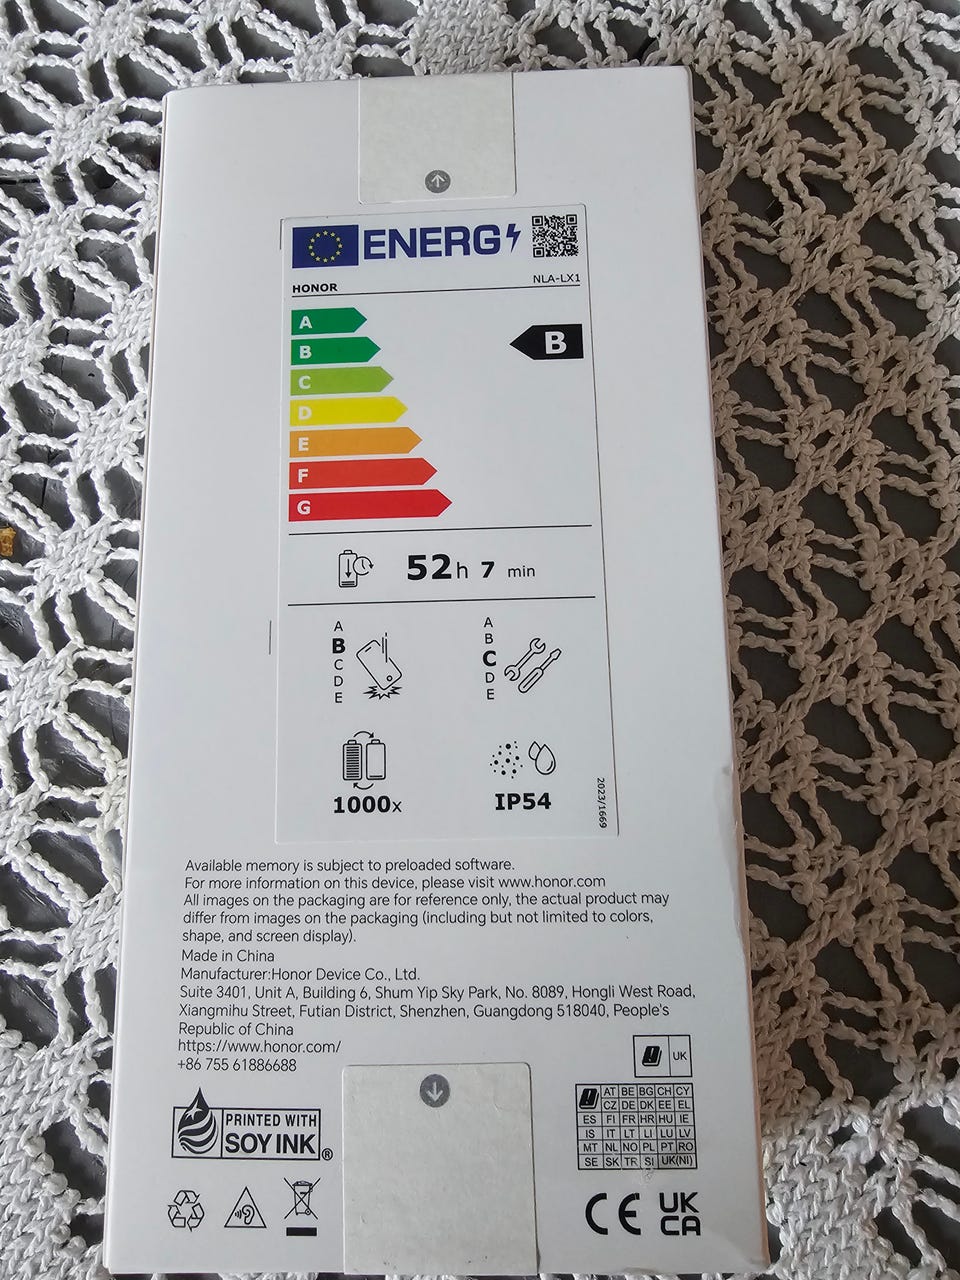 ENERG
HONOR NLA-LX1
A
B B
C
D
E
F
G
52h 7 min
A A
B B
C C
D D
E E
1000x IP54
2023/1669
Available memory is subject to preloaded software.
For more information on this device, please visit www.honor.com
All images on the packaging are for reference only, the actual product may
differ from images on the packaging (including but not limited to colors,
shape, and screen display).
Made in China
Manufacturer:Honor Device Co., Ltd.
Suite 3401, Unit A, Building 6, Shum Yip Sky Park, No. 8089, Hongli West Road,
Xiangmihu Street, Futian District, Shenzhen, Guangdong 518040, People's
Republic of China
https://www.honor.com/
+86 755 61886688
UK
PRINTED WITH
SOY INK®
AT BE BG CH CY
CZ DE DK EE EL
ES FI FR HR HU IE
IS IT LT LI LU LV
MT NL NO PL PT RO
SE SK TR SI UK(NI)
CE UK
CA